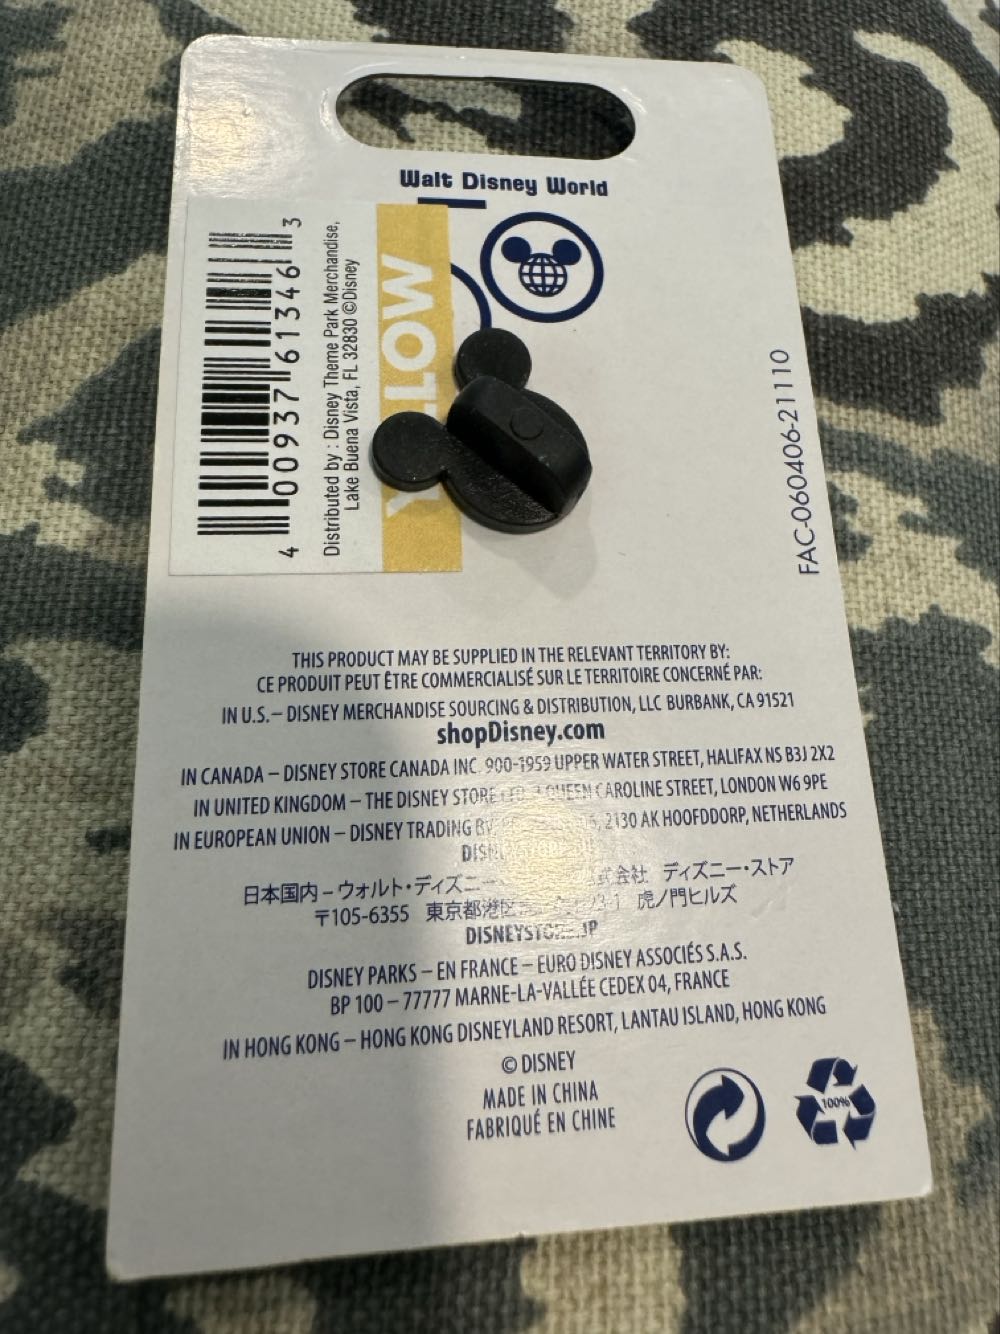 Walt Disney World
4 00937 61346 3
Distributed by : Disney Theme Park Merchandise,
Lake Buena Vista, FL 32830 ©Disney
LOW
FAC-060406-21110
THIS PRODUCT MAY BE SUPPLIED IN THE RELEVANT TERRITORY BY:
CE PRODUIT PEUT ÊTRE COMMERCIALISÉ SUR LE TERRITOIRE CONCERNÉ PAR:
IN U.S.– DISNEY MERCHANDISE SOURCING & DISTRIBUTION, LLC BURBANK, CA 91521
shopDisney.com
IN CANADA – DISNEY STORE CANADA INC. 900-1959 UPPER WATER STREET, HALIFAX NS B3J 2X2
IN UNITED KINGDOM – THE DISNEY STORE QUEEN CAROLINE STREET, LONDON W6 9PE
IN EUROPEAN UNION – DISNEY TRADING BV 2130 AK HOOFDDORP, NETHERLANDS
日本国内 – ウォルト・ディズニー 式会社 ディズニー・ストア
〒105-6355 東京都港区 虎ノ門ヒルズ
DISNEY PARKS – EN FRANCE – EURO DISNEY ASSOCIÉS S.A.S.
BP 100 – 77777 MARNE-LA-VALLÉE CEDEX 04, FRANCE
IN HONG KONG – HONG KONG DISNEYLAND RESORT, LANTAU ISLAND, HONG KONG
© DISNEY
MADE IN CHINA
FABRIQUÉ EN CHINE
100%